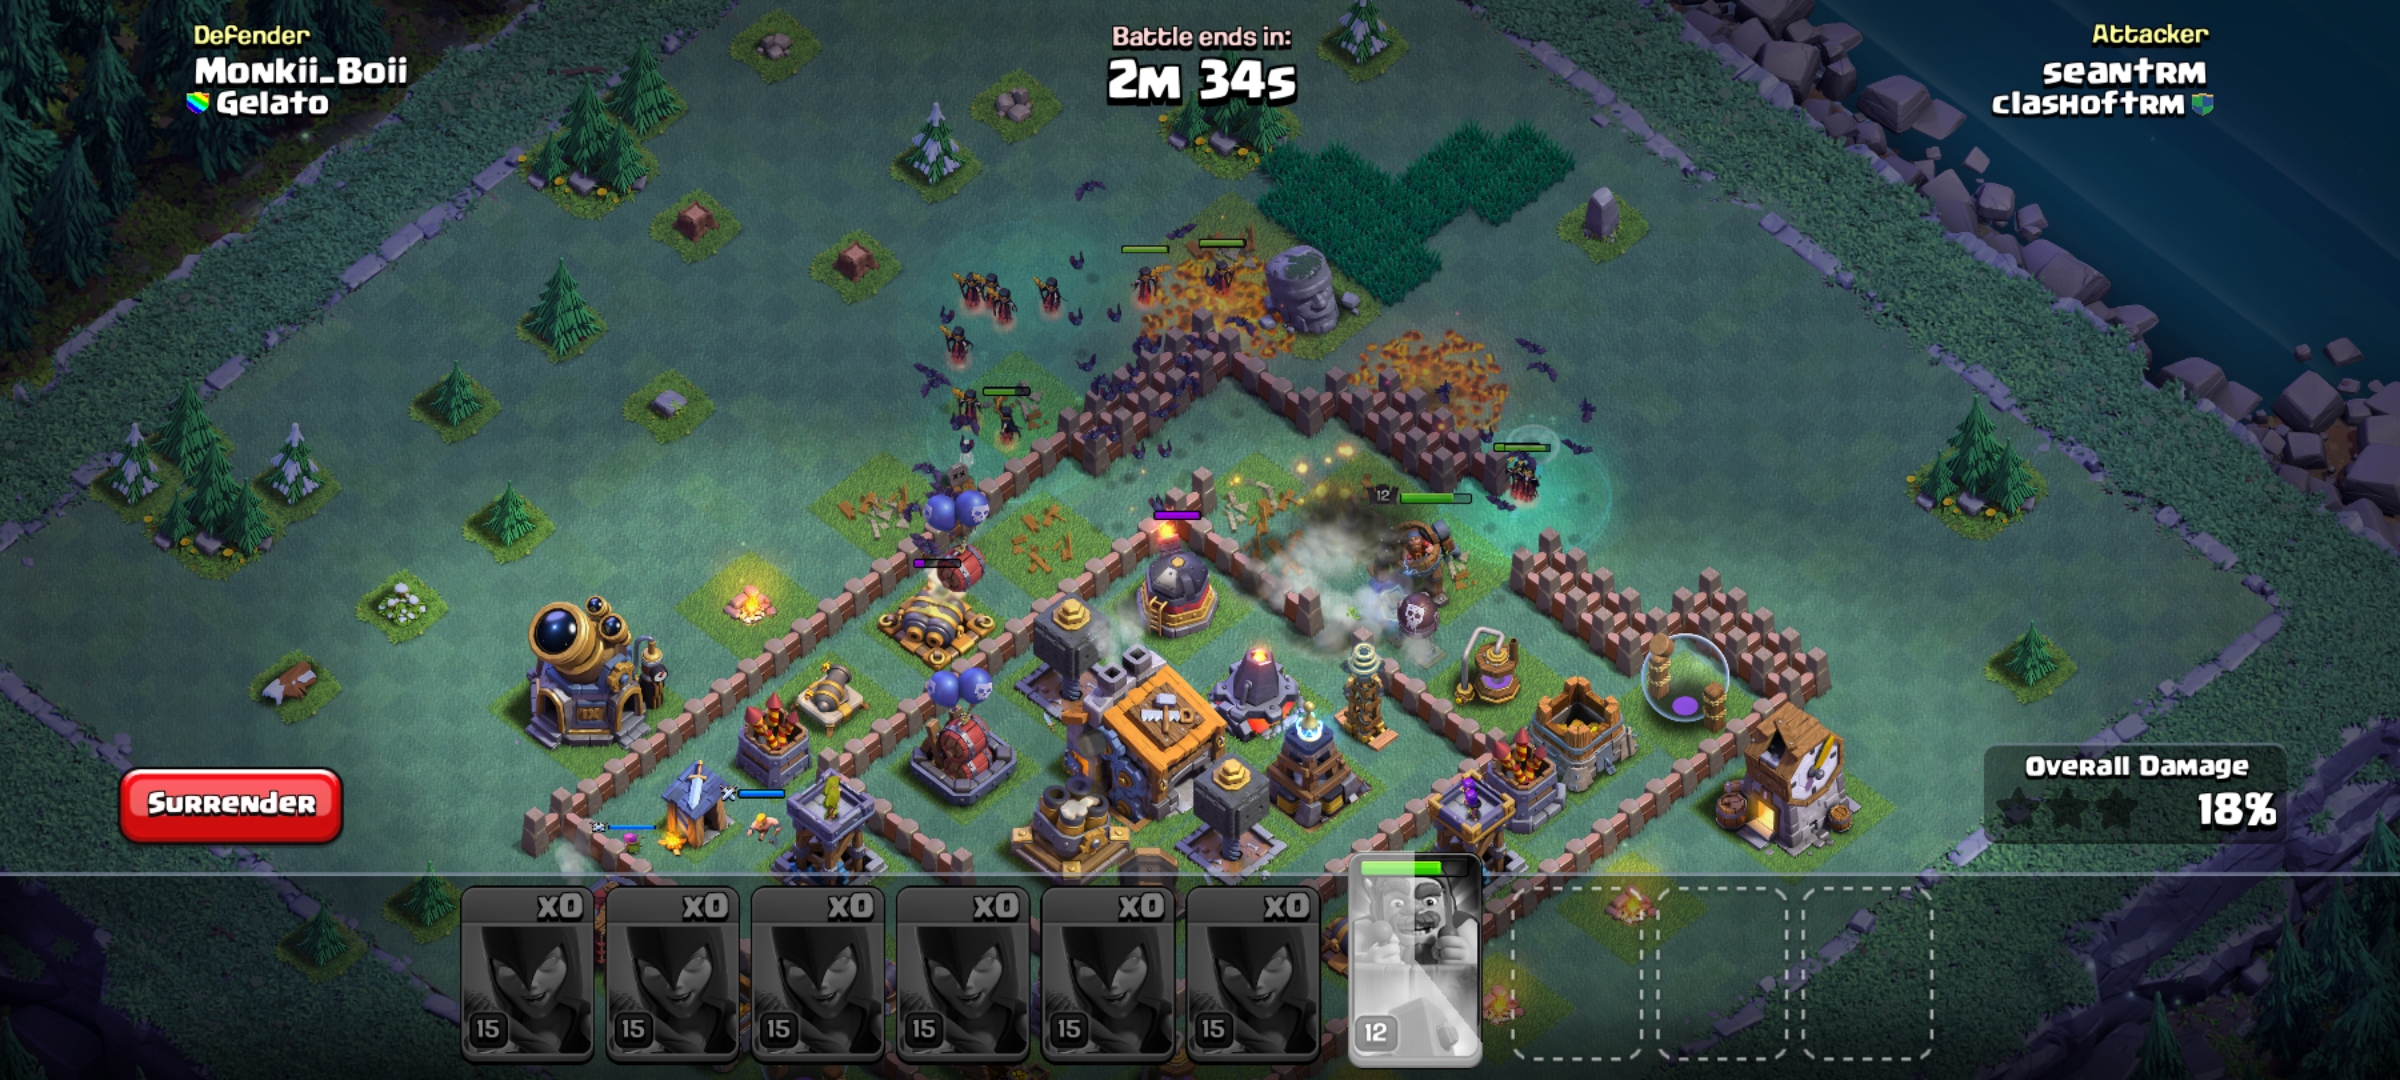 Defender
Monkii_Boii
Gelato
Battle ends in:
2M 34S
Attacker
seantRM
clashoftRM
12
Surrender
Overall Damage
18%
x0
x0
x0
x0
x0
x0
15
15
15
15
15
15
12